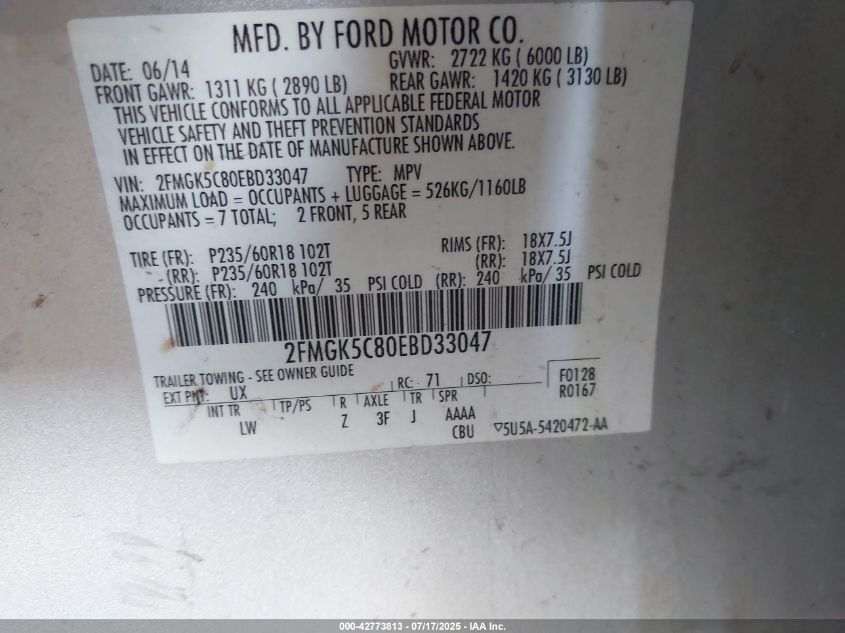 MFD. BY FORD MOTOR CO.
DATE: 06/14 GVWR: 2722 KG ( 6000 LB)
FRONT GAWR: 1311 KG ( 2890 LB) REAR GAWR: 1420 KG ( 3130 LB)
THIS VEHICLE CONFORMS TO ALL APPLICABLE FEDERAL MOTOR
VEHICLE SAFETY AND THEFT PREVENTION STANDARDS
IN EFFECT ON THE DATE OF MANUFACTURE SHOWN ABOVE.
VIN: 2FMGK5C80EBD33047 TYPE: MPV
MAXIMUM LOAD = OCCUPANTS + LUGGAGE = 526KG/1160LB
OCCUPANTS = 7 TOTAL; 2 FRONT, 5 REAR
TIRE (FR): P235/60R18 102T RIMS (FR): 18X7.5J
(RR): P235/60R18 102T (RR): 18X7.5J
PRESSURE (FR): 240 kPa/ 35 PSI COLD (RR): 240 kPa/ 35 PSI COLD
2FMGK5C80EBD33047
TRAILER TOWING - SEE OWNER GUIDE
EXT PNT: UX RC: 71 DSO: F0128
R0167
INT TR TP/PS R AXLE TR SPR
LW Z 3F J AAAA
CBU ▽5U5A-5420472-AA
000-42773813 - 07/17/2025 - IAA Inc.